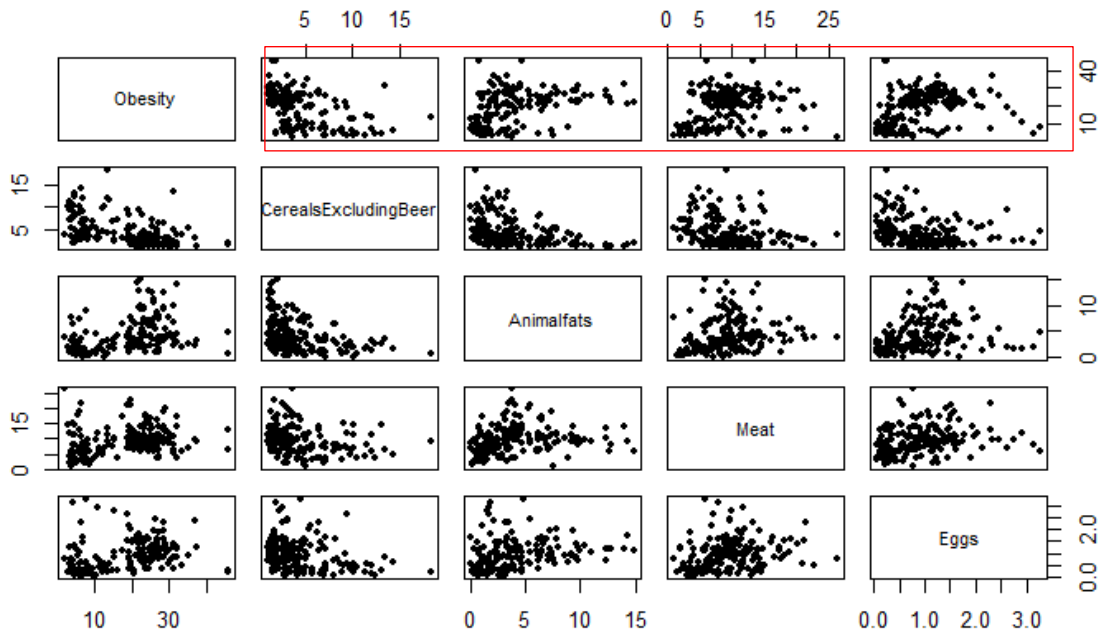 5 10 15 0 5 15 25
Obesity 10 40
5 15 CerealsExcludingBeer
Animalfats 0 10
0 15 Meat
Eggs 0.0 2.0
10 30 0 5 10 15 0.0 1.0 2.0 3.0